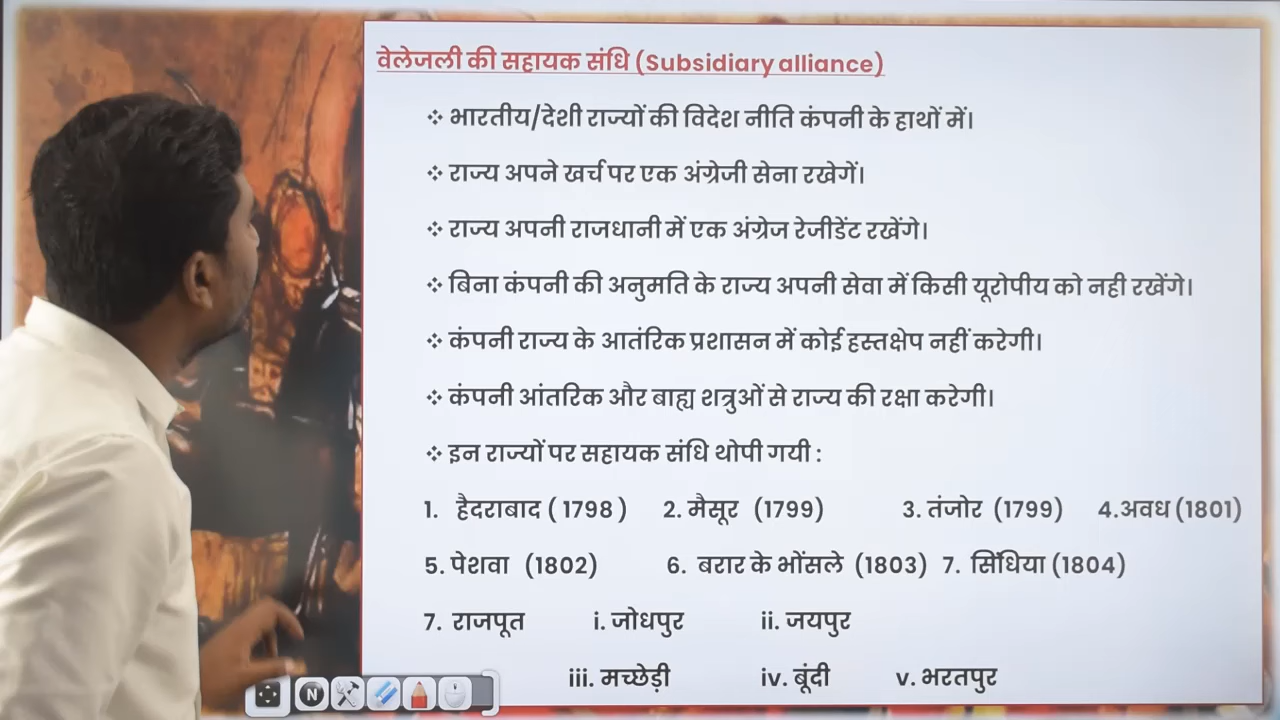 वेलेजली की सहायक संधि (Subsidiary alliance)
❖ भारतीय/देशी राज्यों की विदेश नीति कंपनी के हाथों में।
❖ राज्य अपने खर्च पर एक अंग्रेजी सेना रखेगें।
❖ राज्य अपनी राजधानी में एक अंग्रेज रेजीडेंट रखेंगे।
❖ बिना कंपनी की अनुमति के राज्य अपनी सेवा में किसी यूरोपीय को नही रखेंगे।
❖ कंपनी राज्य के आतंरिक प्रशासन में कोई हस्तक्षेप नहीं करेगी।
❖ कंपनी आंतरिक और बाह्य शत्रुओं से राज्य की रक्षा करेगी।
❖ इन राज्यों पर सहायक संधि थोपी गयी :
1. हैदराबाद ( 1798 ) 2. मैसूर (1799) 3. तंजोर (1799) 4.अवध (1801)
5. पेशवा (1802) 6. बरार के भोंसले (1803) 7. सिंधिया (1804)
7. राजपूत i. जोधपुर ii. जयपुर
iii. मच्छेड़ी iv. बूंदी v. भरतपुर
N